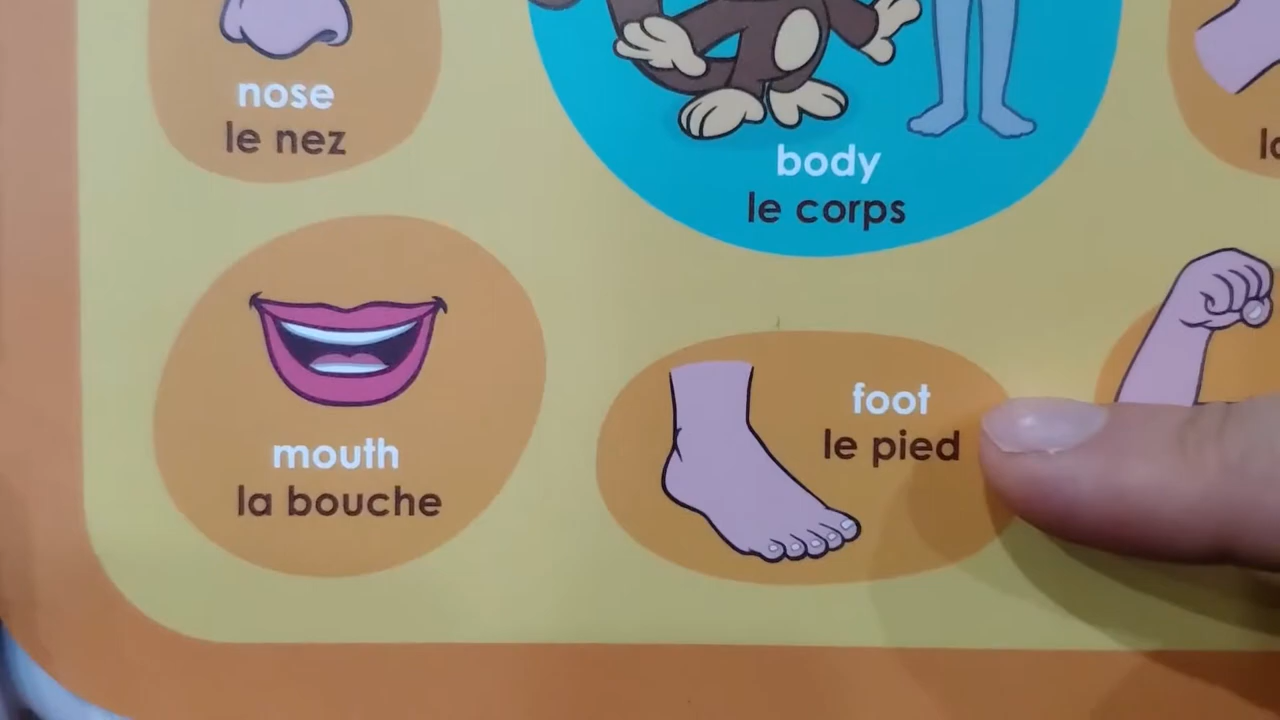 nose
le nez
body
le corps
mouth
la bouche
foot
le pied